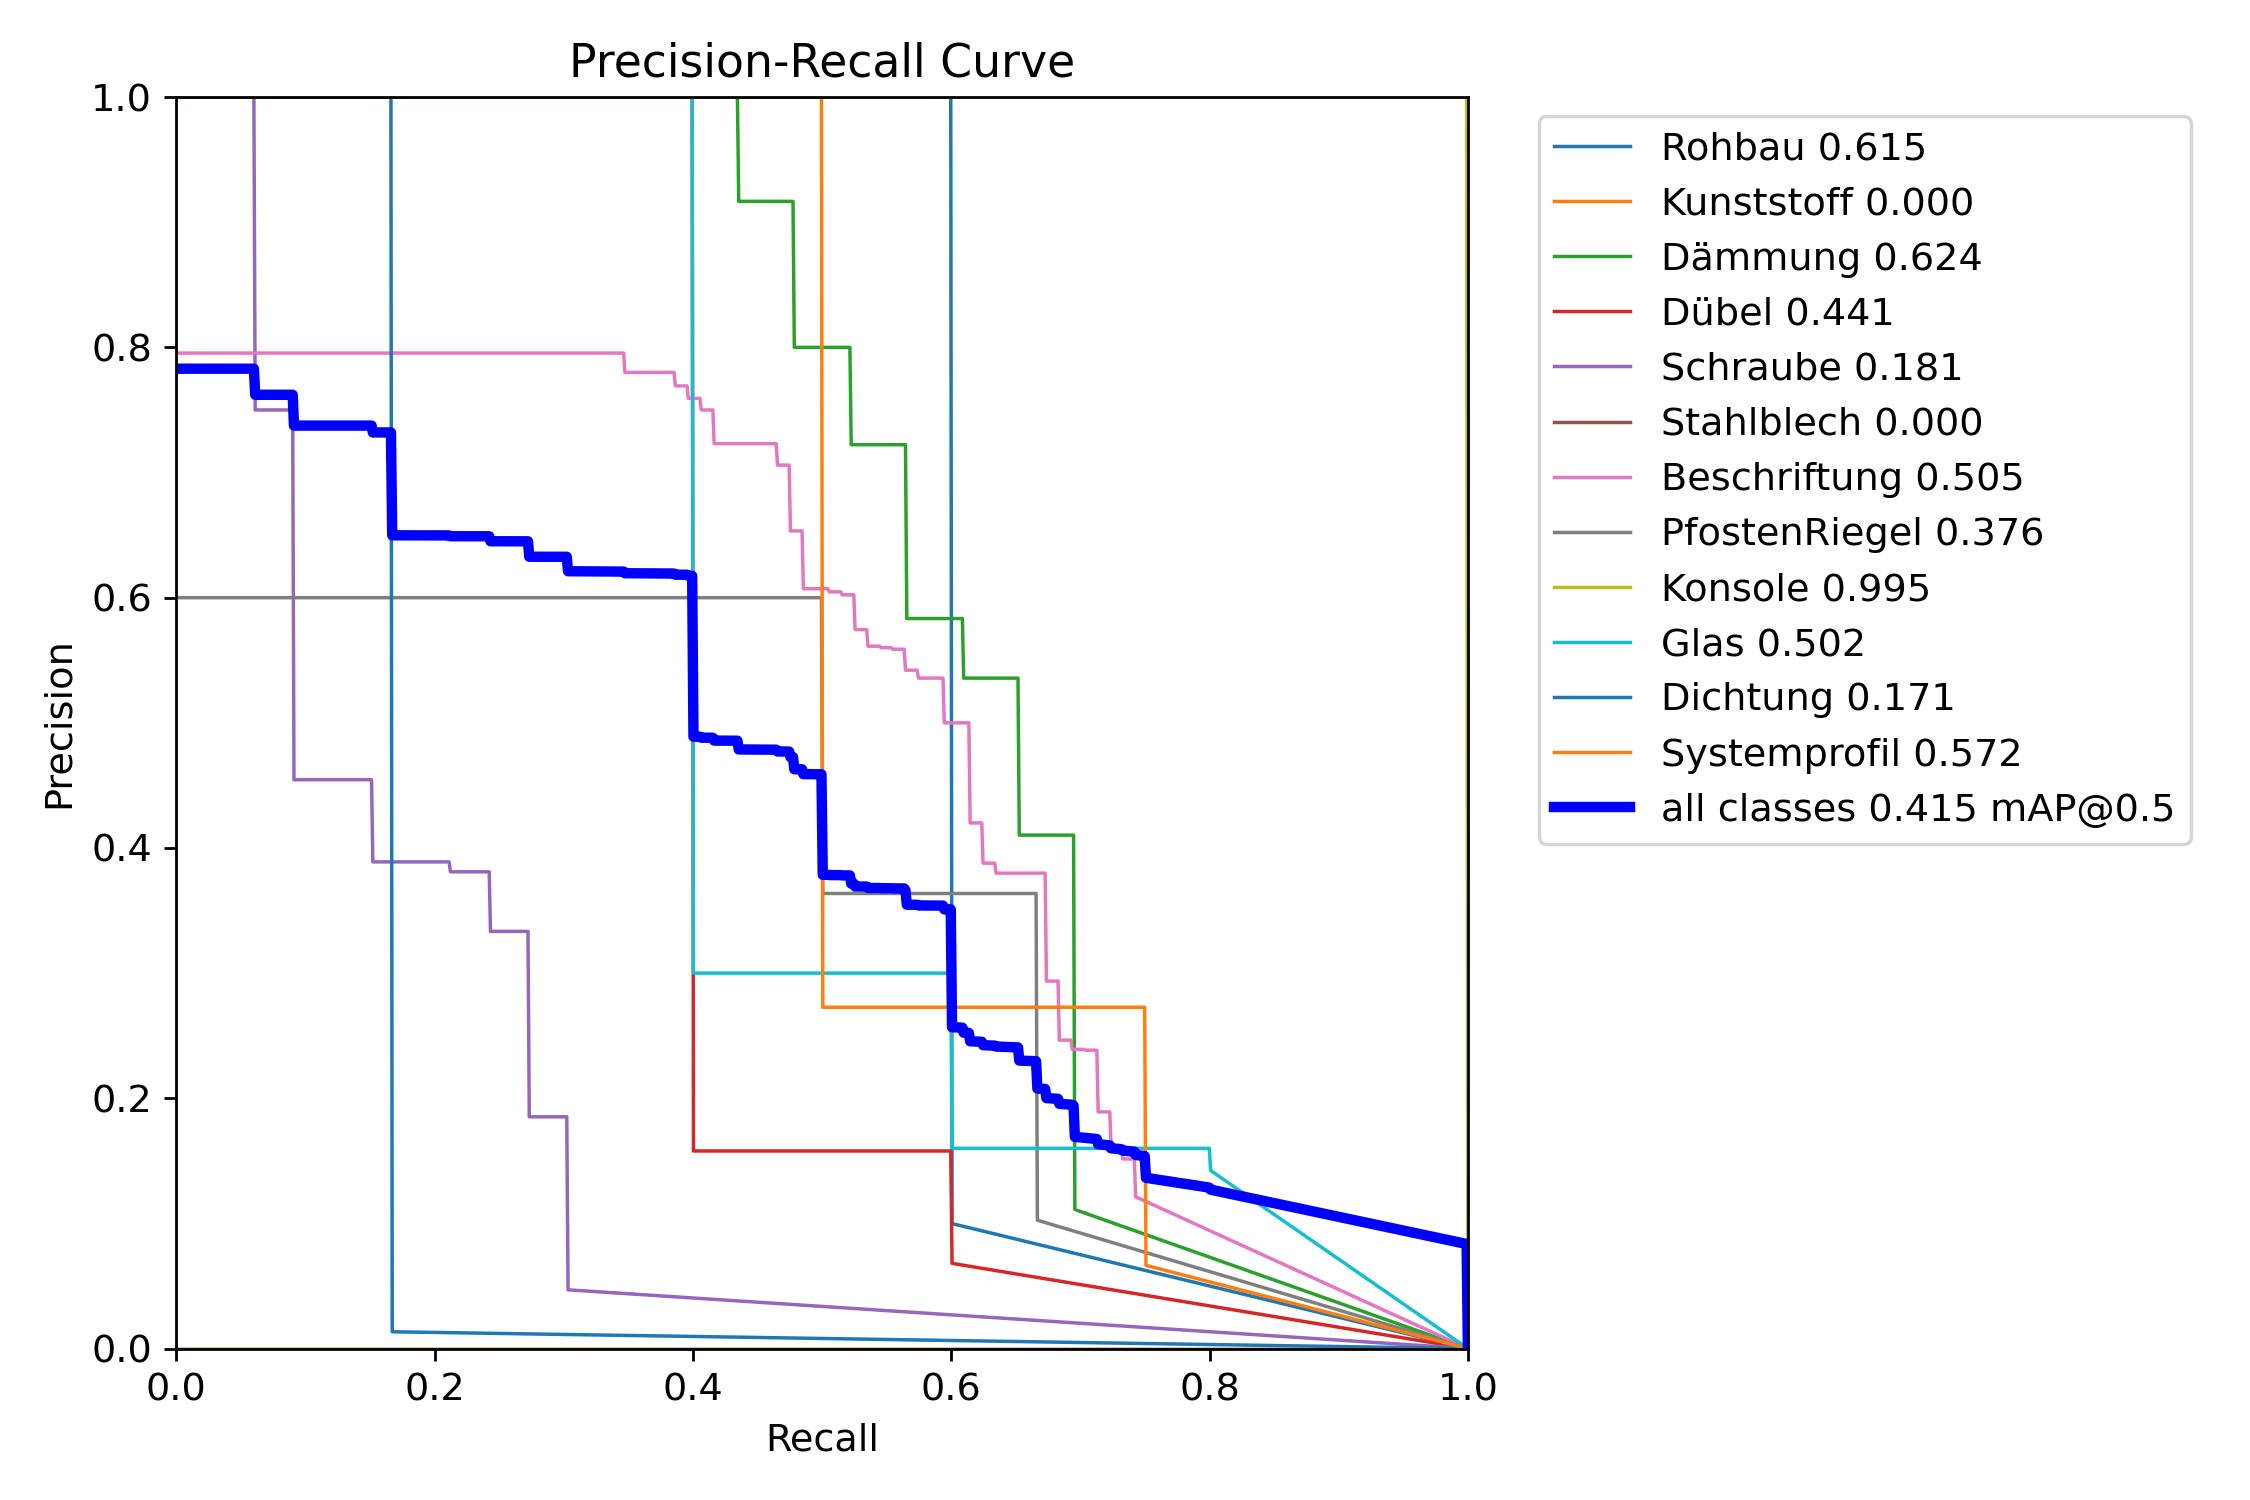 Precision-Recall Curve
1.0
0.8
0.6
0.4
0.2
0.0
Precision
0.0 0.2 0.4 0.6 0.8 1.0
Recall
Rohbau 0.615
Kunststoff 0.000
Dämmung 0.624
Dübel 0.441
Schraube 0.181
Stahlblech 0.000
Beschriftung 0.505
PfostenRiegel 0.376
Konsole 0.995
Glas 0.502
Dichtung 0.171
Systemprofil 0.572
all classes 0.415 mAP@0.5